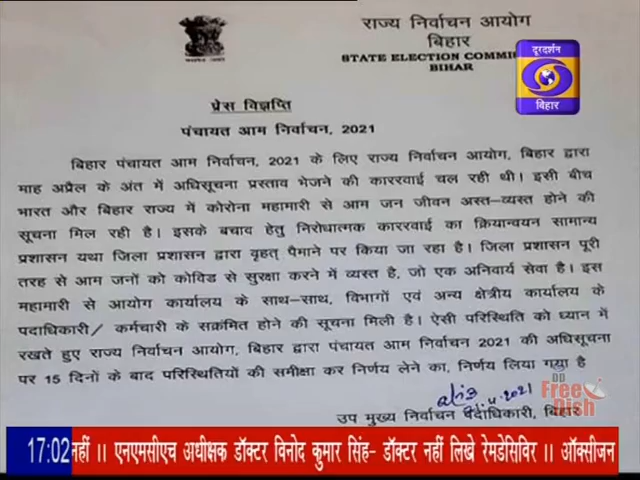 राज्य निर्वाचन आयोग
बिहार
STATE ELECTION
BIHAR
दूरदर्शन
बिहार
प्रेस विज्ञप्ति
पंचायत आम निर्वाचन, 2021
बिहार पंचायत आम निर्वाचन, 2021 के लिए राज्य निर्वाचन आयोग, बिहार द्वारा
माह अप्रैल के अंत में अधिसूचना प्रस्ताव भेजने की काररवाई चल रही थी। इसी बीच
भारत और बिहार राज्य में कोरोना महामारी से आम जन जीवन अस्त-व्यस्त होने की
सूचना मिल रही है। इसके बचाव हेतु निरोधात्मक काररवाई का क्रियान्वयन सामान्य
प्रशासन यथा जिला प्रशासन द्वारा वृहत् पैमाने पर किया जा रहा है। जिला प्रशासन पूरी
तरह से आम जनों को कोविड से सुरक्षा करने में व्यस्त है, जो एक अनिवार्य सेवा है। इस
महामारी से आयोग कार्यालय के साथ-साथ, विभागों एवं अन्य क्षेत्रीय कार्यालय के
पदाधिकारी/ कर्मचारी के सक्रमित होने की सूचना मिली है। ऐसी परिस्थिति को ध्यान में
रखते हुए राज्य निर्वाचन आयोग, बिहार द्वारा पंचायत आम निर्वाचन 2021 की अधिसूचना
पर 15 दिनों के बाद परिस्थितियों की समीक्षा कर निर्णय लेने का, निर्णय लिया गया है
DD
Free
Dish
उप मुख्य निर्वाचन पदाधिकारी, बिहार
17:02 नहीं || एनएमसीएच अधीक्षक डॉक्टर विनोद कुमार सिंह- डॉक्टर नहीं लिखे रेमडेसिविर || ऑक्सीजन